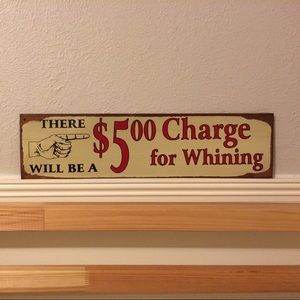 THERE
WILL BE A
$5.00 Charge
for Whining